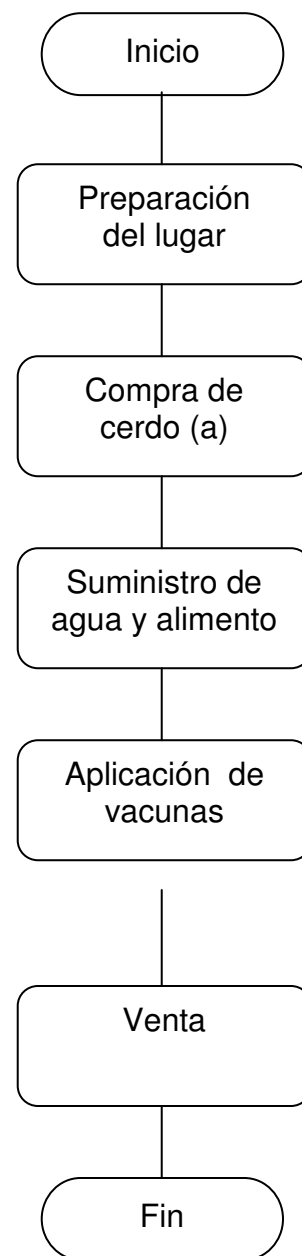 Inicio
Preparación
del lugar
Compra de
cerdo (a)
Suministro de
agua y alimento
Aplicación  de
vacunas
Venta
Fin